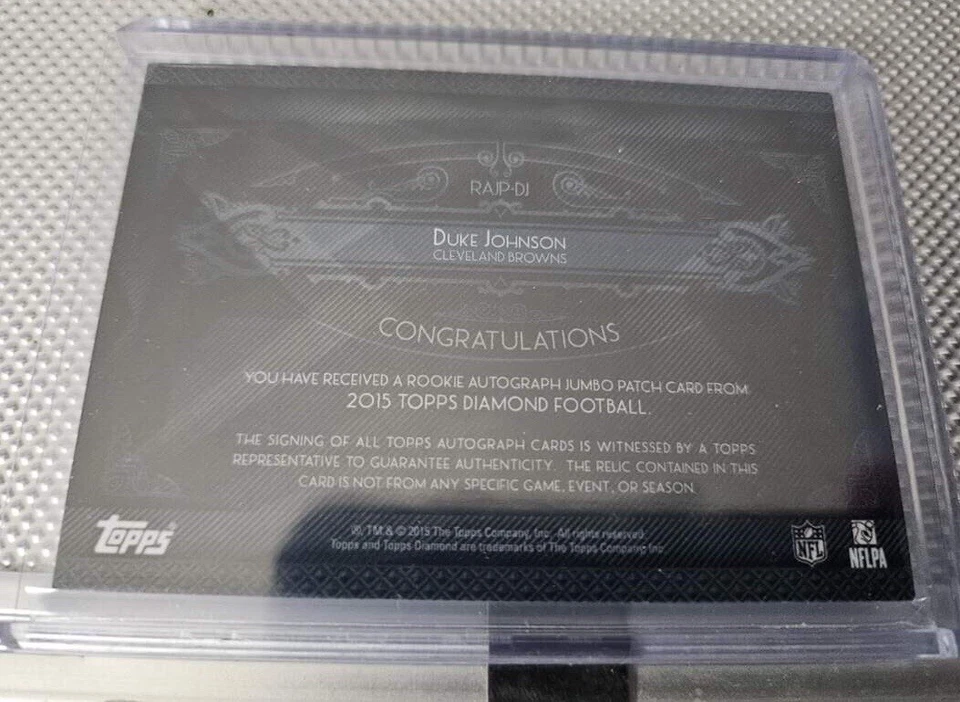 RAJP-DJ
DUKE JOHNSON
CLEVELAND BROWNS
CONGRATULATIONS
YOU HAVE RECEIVED A ROOKIE AUTOGRAPH JUMBO PATCH CARD FROM
2015 TOPPS DIAMOND FOOTBALL.
THE SIGNING OF ALL TOPPS AUTOGRAPH CARDS IS WITNESSED BY A TOPPS
REPRESENTATIVE TO GUARANTEE AUTHENTICITY. THE RELIC CONTAINED IN THIS
CARD IS NOT FROM ANY SPECIFIC GAME, EVENT, OR SEASON.
topps®
®, TM & © 2015 The Topps Company, Inc. All rights reserved.
Topps and Topps Diamond are trademarks of The Topps Company Inc.
NFL
NFLPA